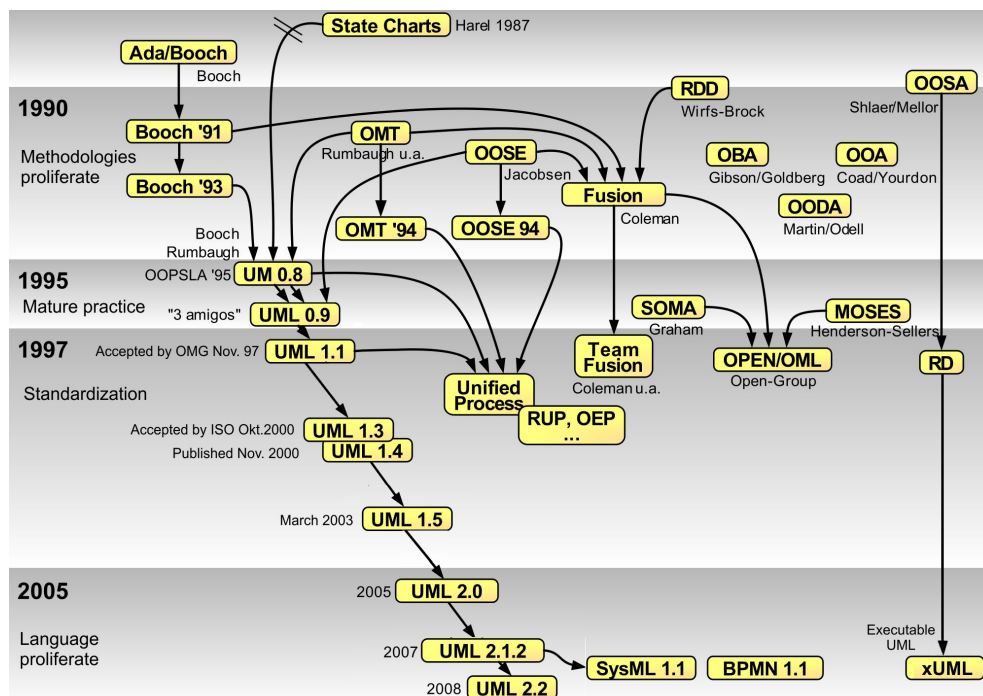 State Charts Harel 1987
Ada/Booch
Booch
RDD
Wirfs-Brock
OOSA
Shlaer/Mellor
1990
Methodologies
proliferate
Booch '91
Booch '93
OMT
Rumbaugh u.a.
OOSE
Jacobsen
OBA
Gibson/Goldberg
OOA
Coad/Yourdon
OODA
Martin/Odell
Fusion
Coleman
OMT '94
OOSE 94
Booch
Rumbaugh
OOPSLA '95 UM 0.8
1995
Mature practice
"3 amigos" UML 0.9
SOMA
Graham
MOSES
Henderson-Sellers
1997
Standardization
Accepted by OMG Nov. 97 UML 1.1
Team
Fusion
Coleman u.a.
OPEN/OML
Open-Group
RD
Unified
Process
RUP, OEP
...
Accepted by ISO Okt.2000 UML 1.3
Published Nov. 2000 UML 1.4
March 2003 UML 1.5
2005
Language
proliferate
2005 UML 2.0
2007 UML 2.1.2
2008 UML 2.2
SysML 1.1
BPMN 1.1
Executable
UML
xUML